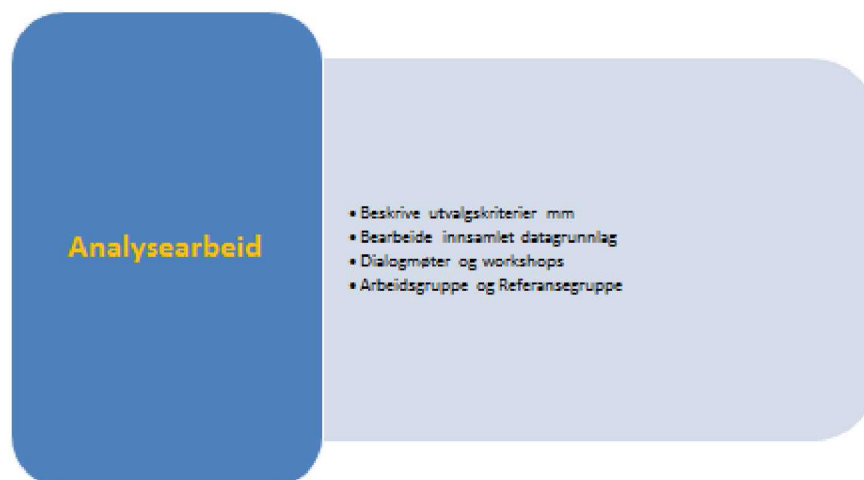 Analysearbeid
• Beskrive utvalgskriterier mm
• Bearbeide innsamlet datagrunnlag
• Dialogmøter og workshops
• Arbeidsgruppe og Referansegruppe